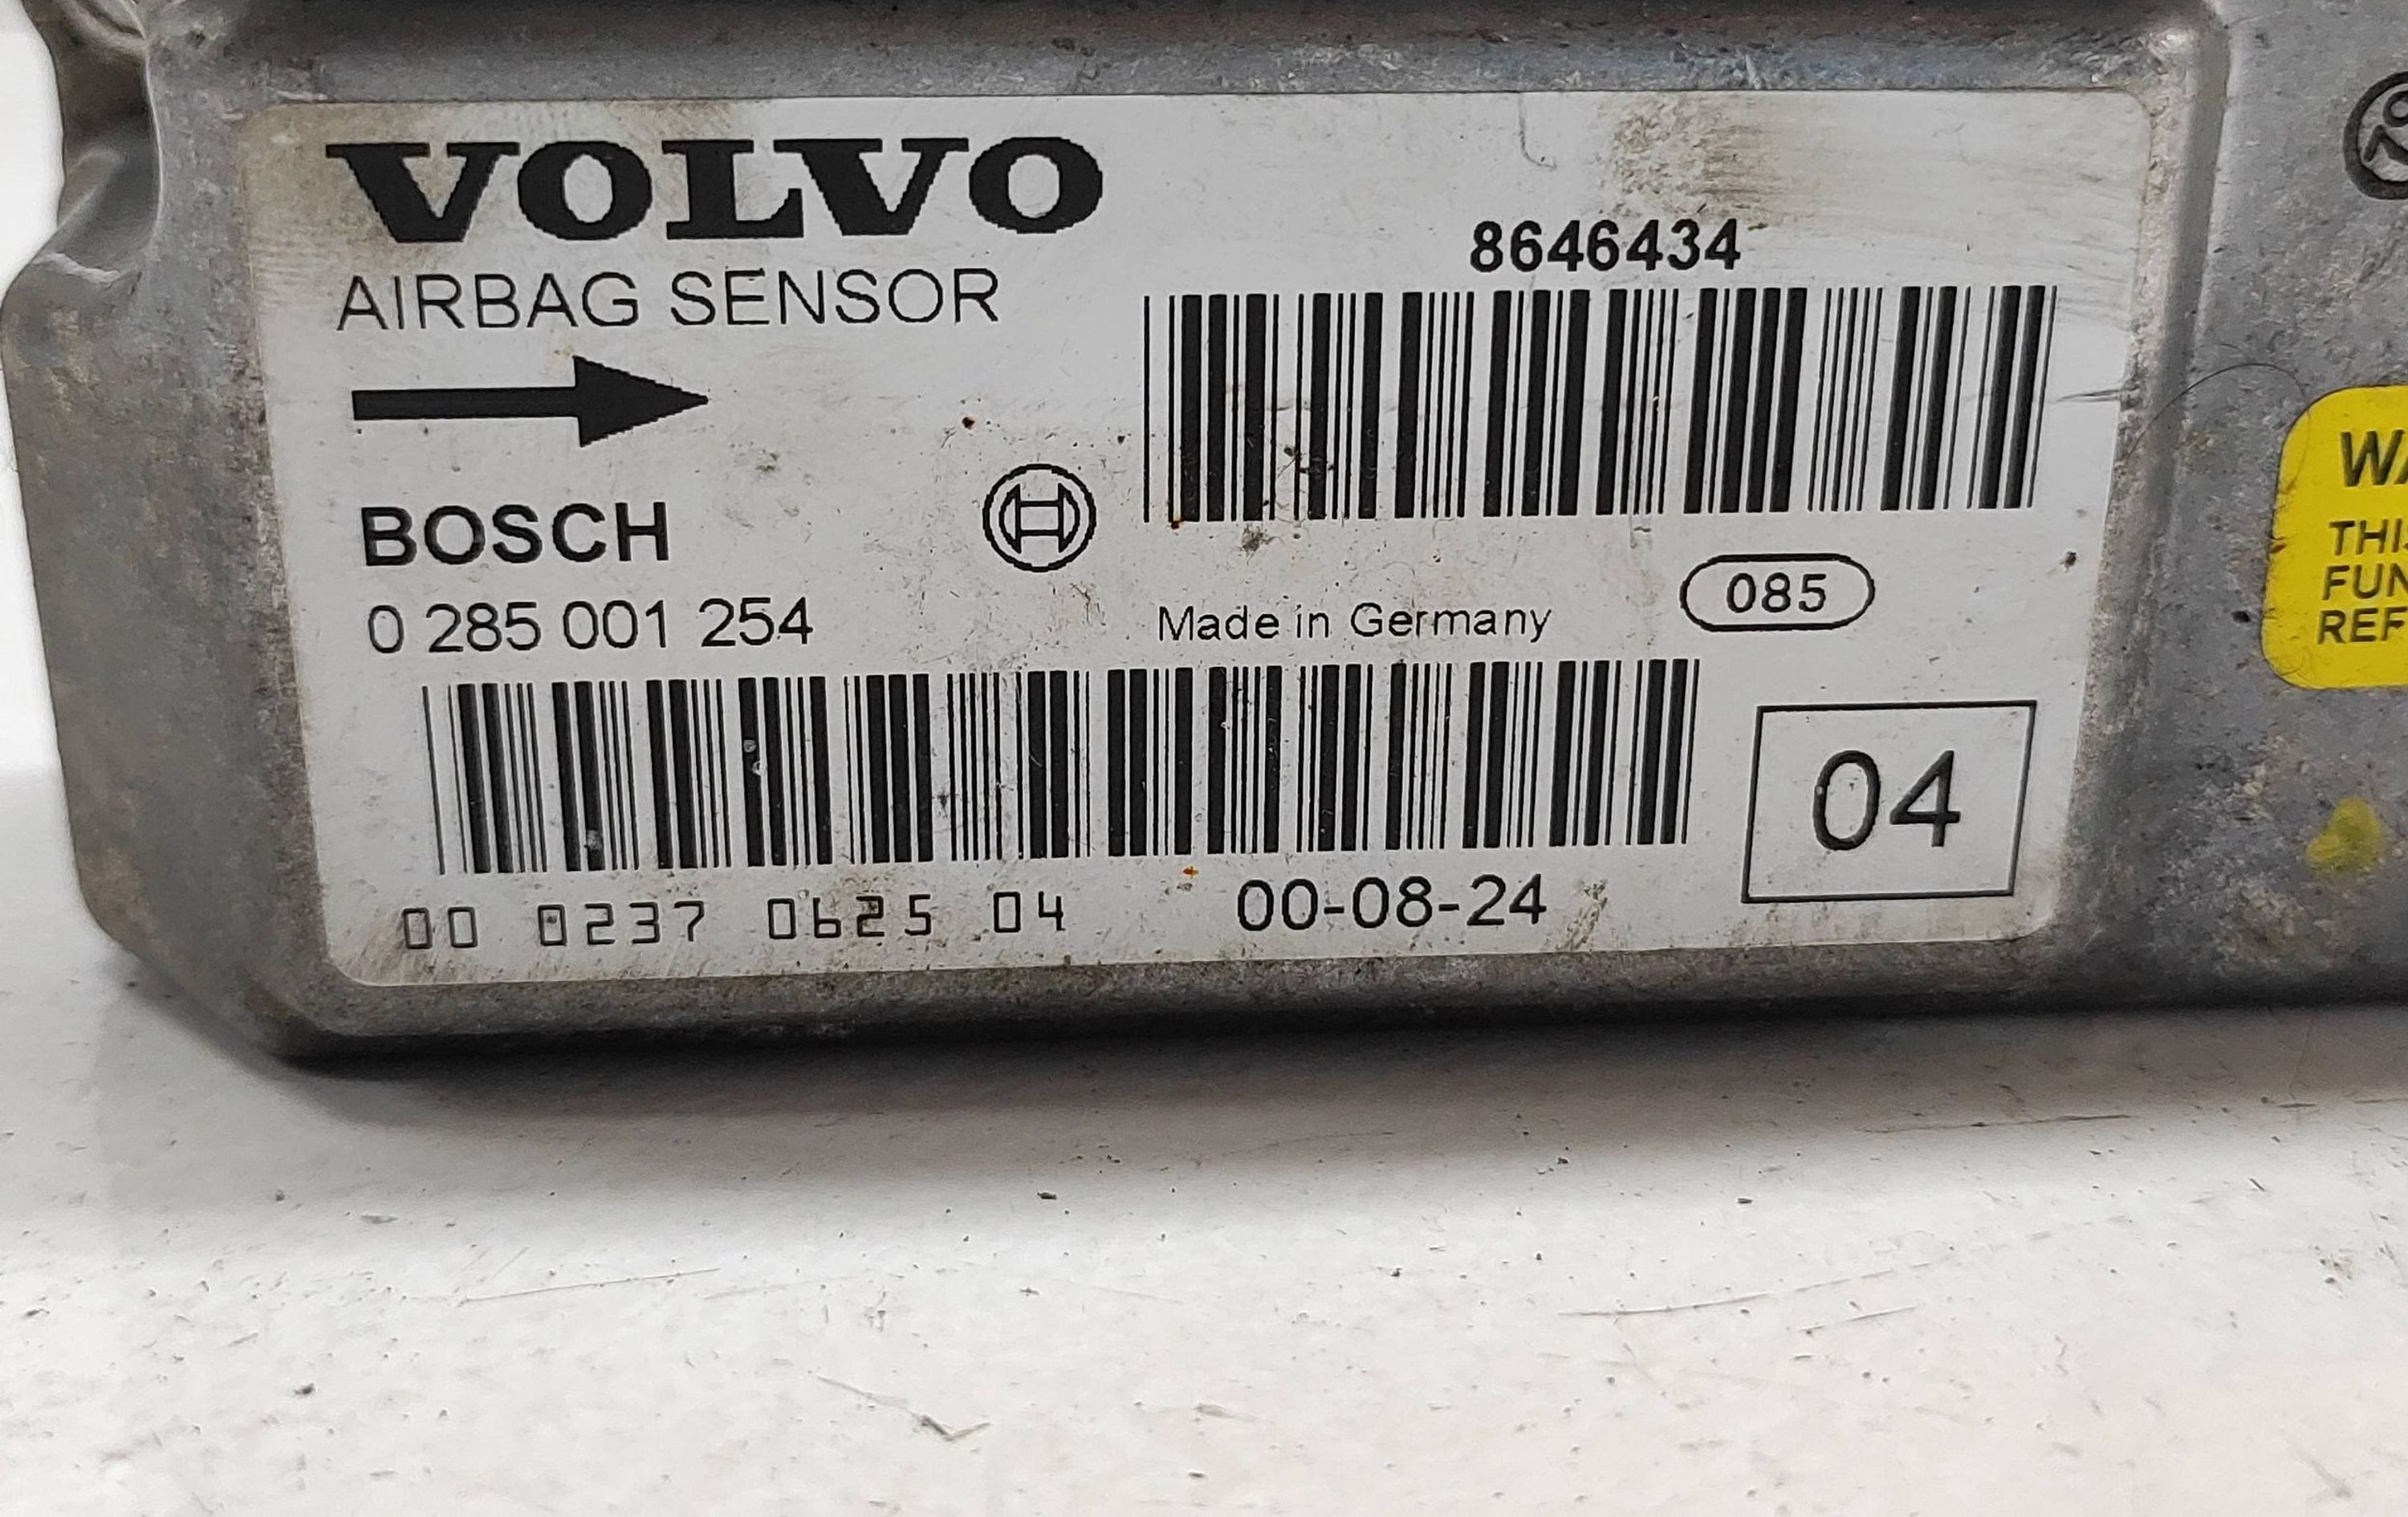 VOLVO
AIRBAG SENSOR
8646434
BOSCH
0 285 001 254
Made in Germany
085
04
00 0237 0625 04
00-08-24